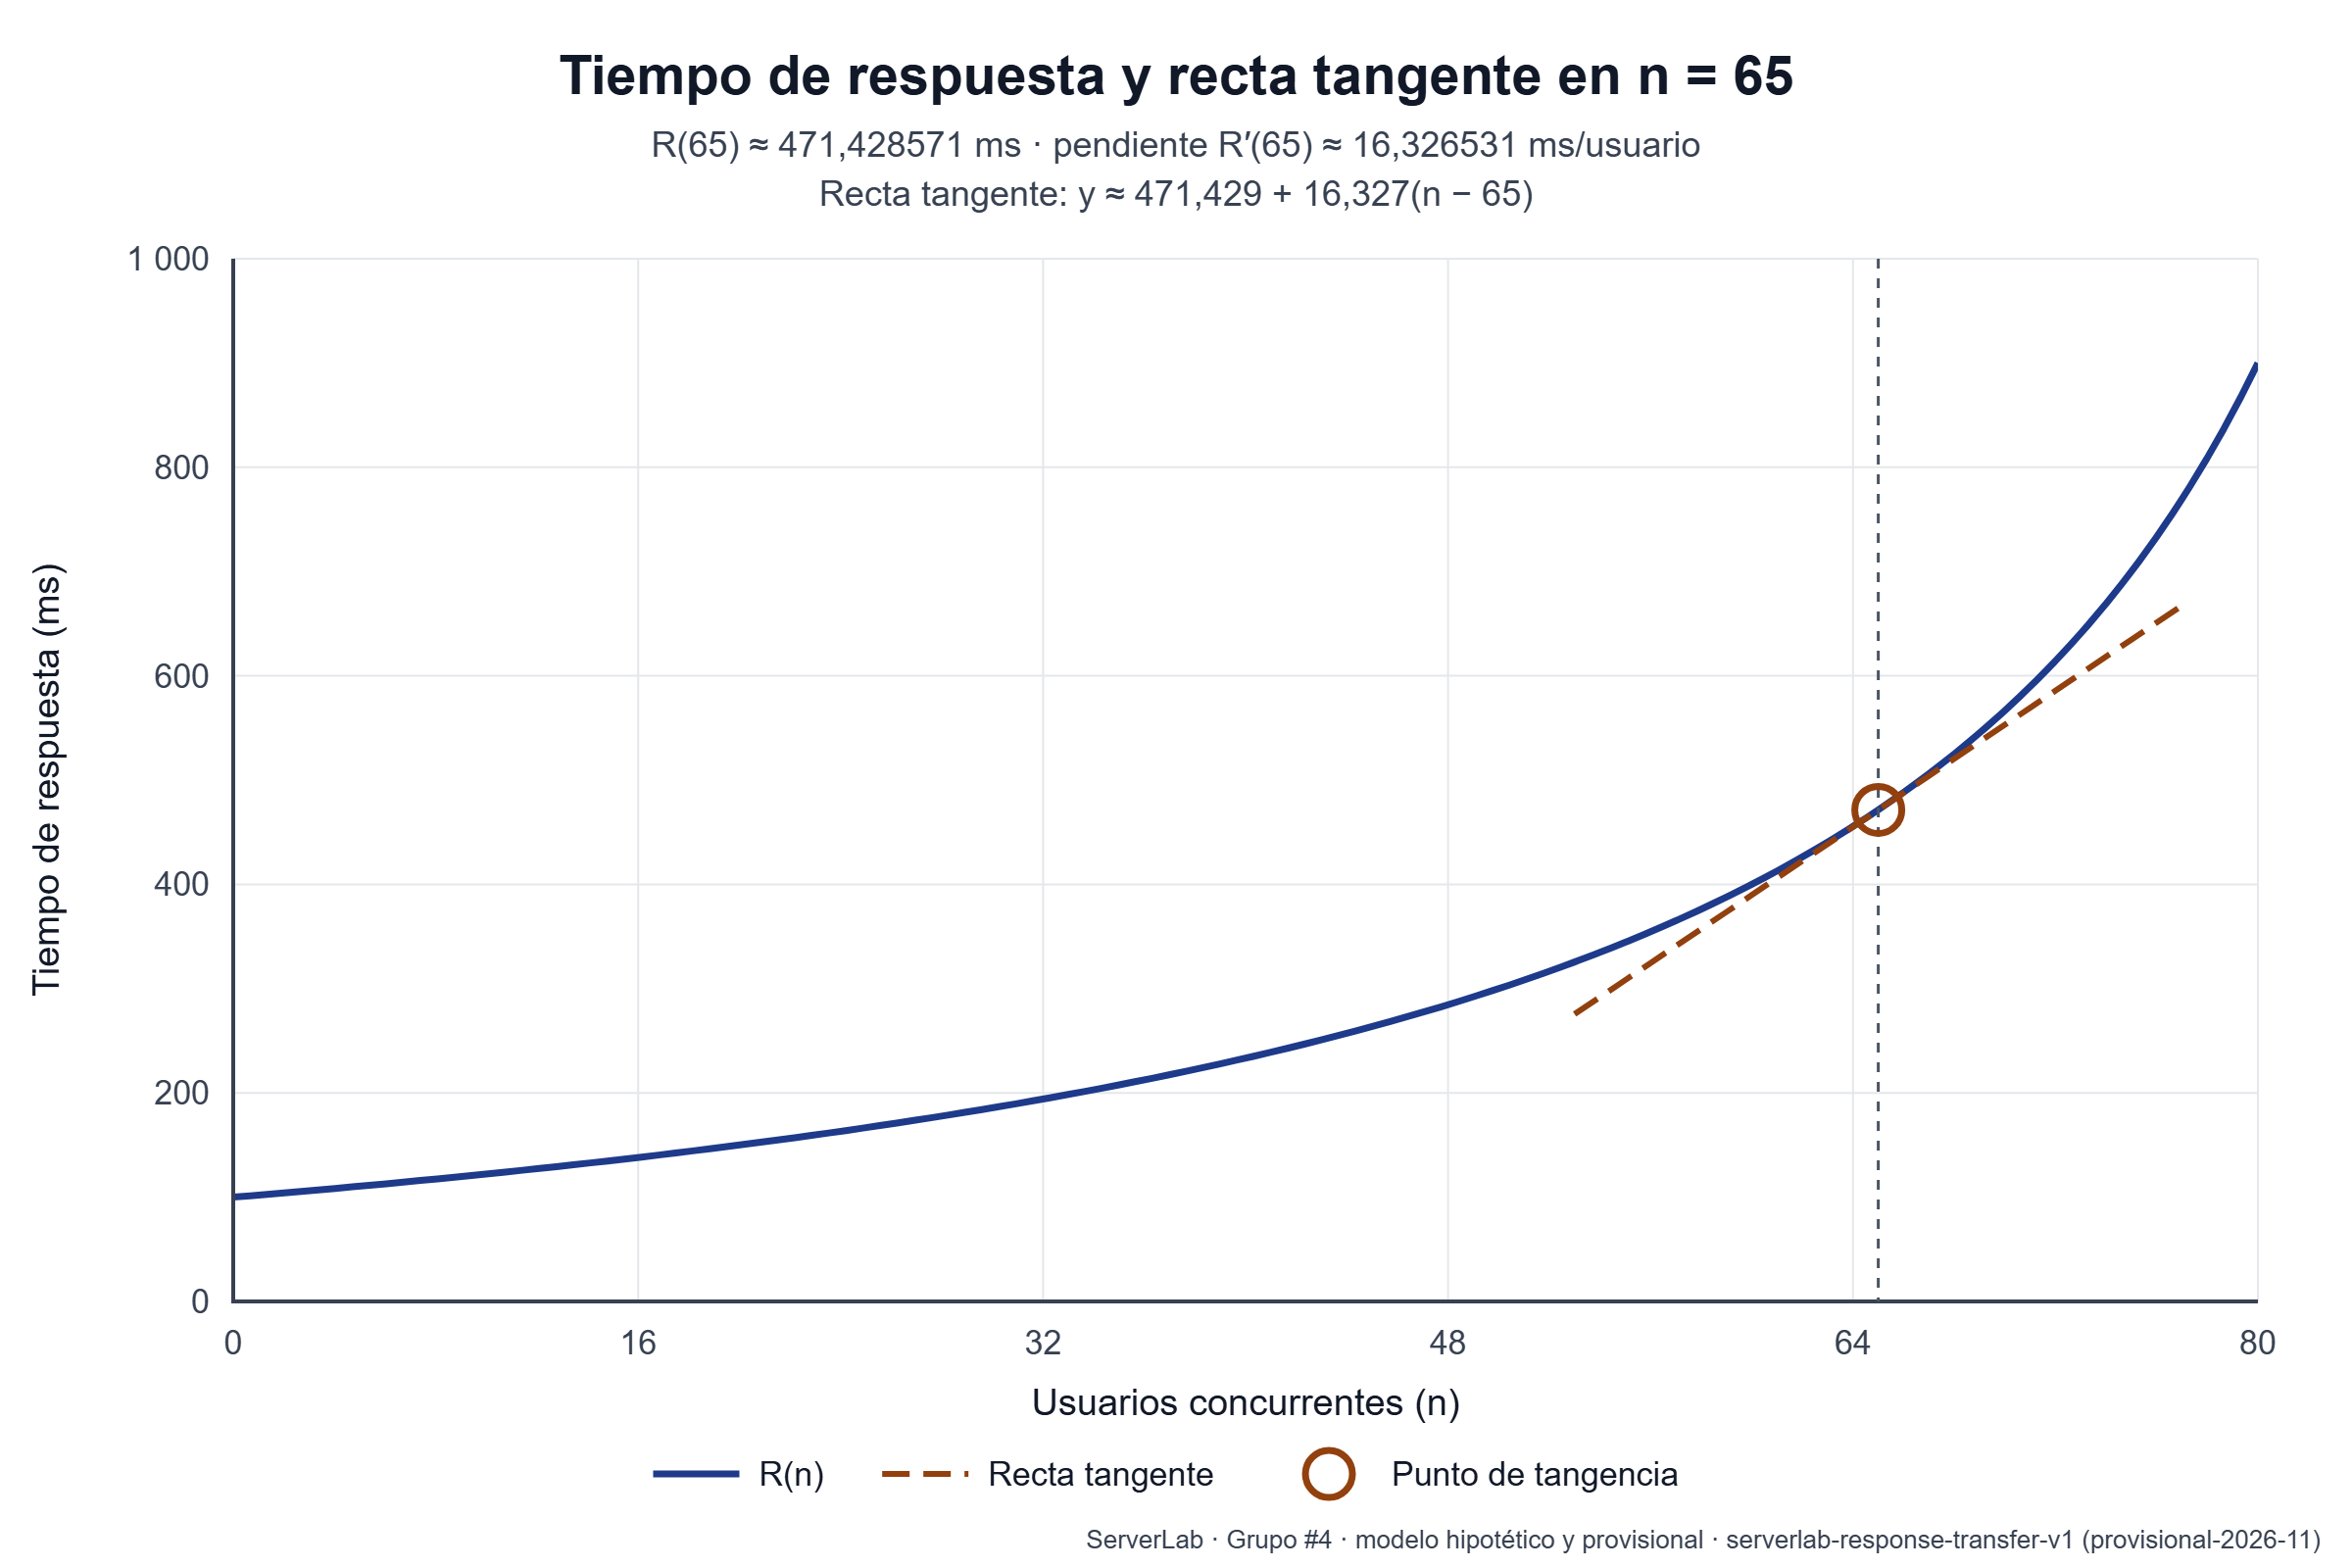 Tiempo de respuesta y recta tangente en n = 65
R(65) ≈ 471,428571 ms · pendiente R′(65) ≈ 16,326531 ms/usuario
Recta tangente: y ≈ 471,429 + 16,327(n − 65)
1 000
800
600
400
200
0
Tiempo de respuesta (ms)
0 16 32 48 64 80
Usuarios concurrentes (n)
R(n) Recta tangente Punto de tangencia
ServerLab · Grupo #4 · modelo hipotético y provisional · serverlab-response-transfer-v1 (provisional-2026-11)